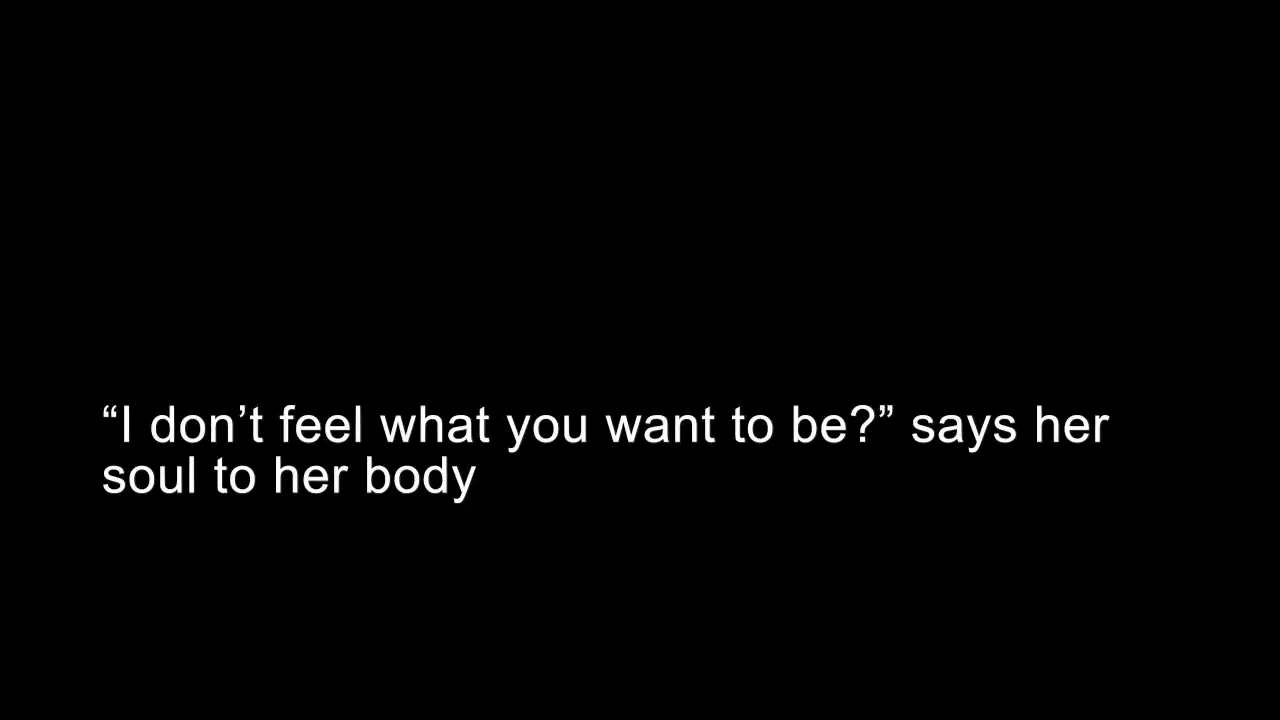 “I don’t feel what you want to be?” says her
soul to her body